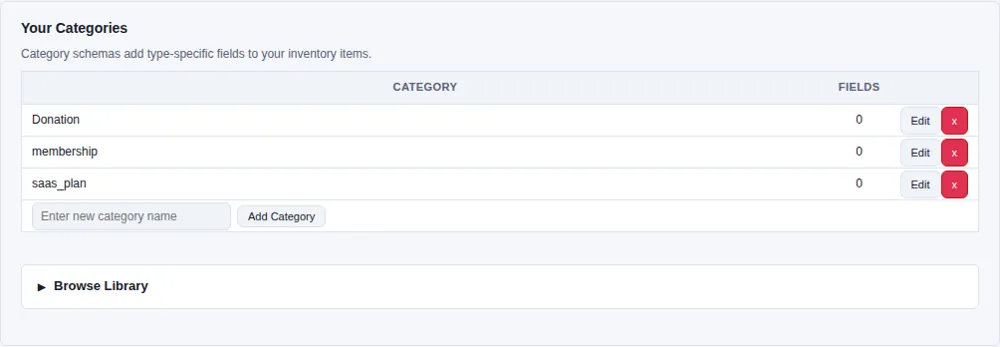 Your Categories
Category schemas add type-specific fields to your inventory items.
CATEGORY FIELDS
Donation 0 Edit x
membership 0 Edit x
saas_plan 0 Edit x
Enter new category name Add Category
▶ Browse Library